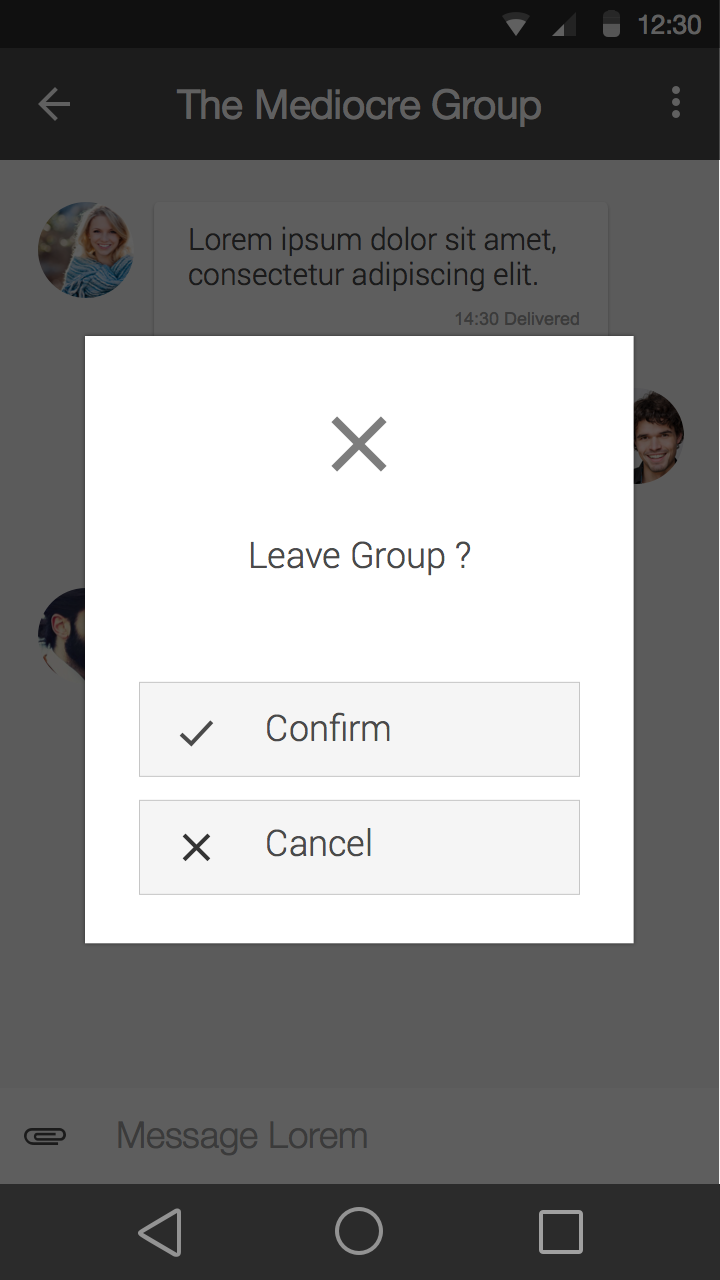 12:30
The Mediocre Group
Lorem ipsum dolor sit amet,
consectetur adipiscing elit.
14:30 Delivered
Leave Group ?
Confirm
Cancel
Message Lorem